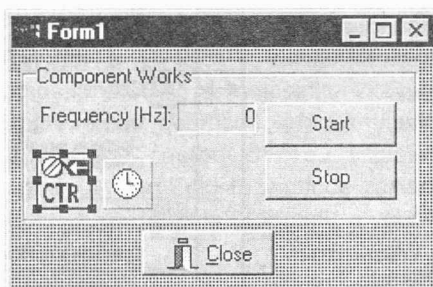 Form1
Component Works
Frequency [Hz]: 0 Start
CTR Stop
Close